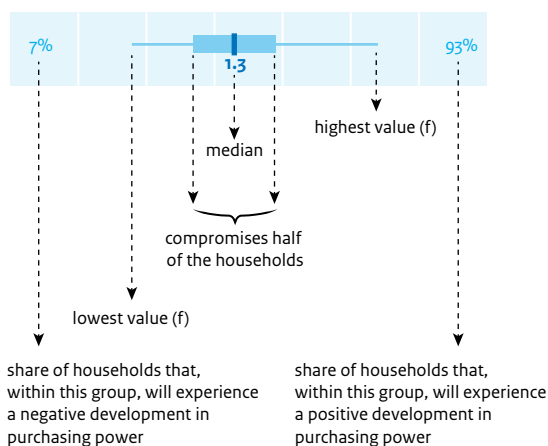 7%
93%
1.3
highest value (f)
median
compromises half
of the households
lowest value (f)
share of households that,
within this group, will experience
a negative development in
purchasing power
share of households that,
within this group, will experience
a positive development in
purchasing power